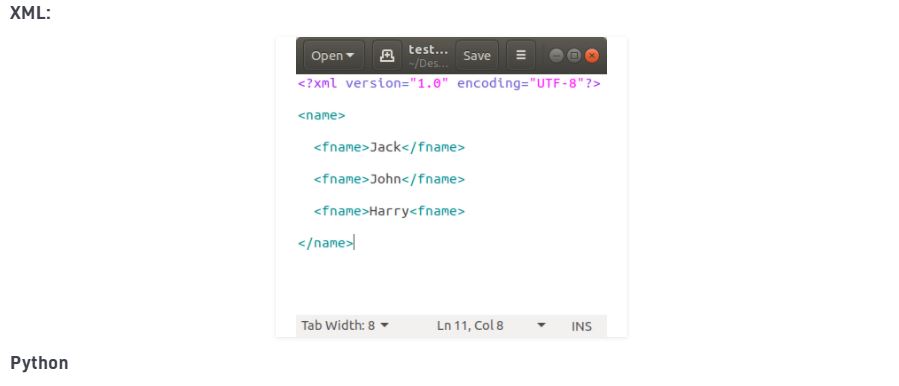 XML:
Open test... Save
~/Des...
<?xml version="1.0" encoding="UTF-8"?>
<name>
<fname>Jack</fname>
<fname>John</fname>
<fname>Harry<fname>
</name>
Tab Width: 8 Ln 11, Col 8 INS
Python